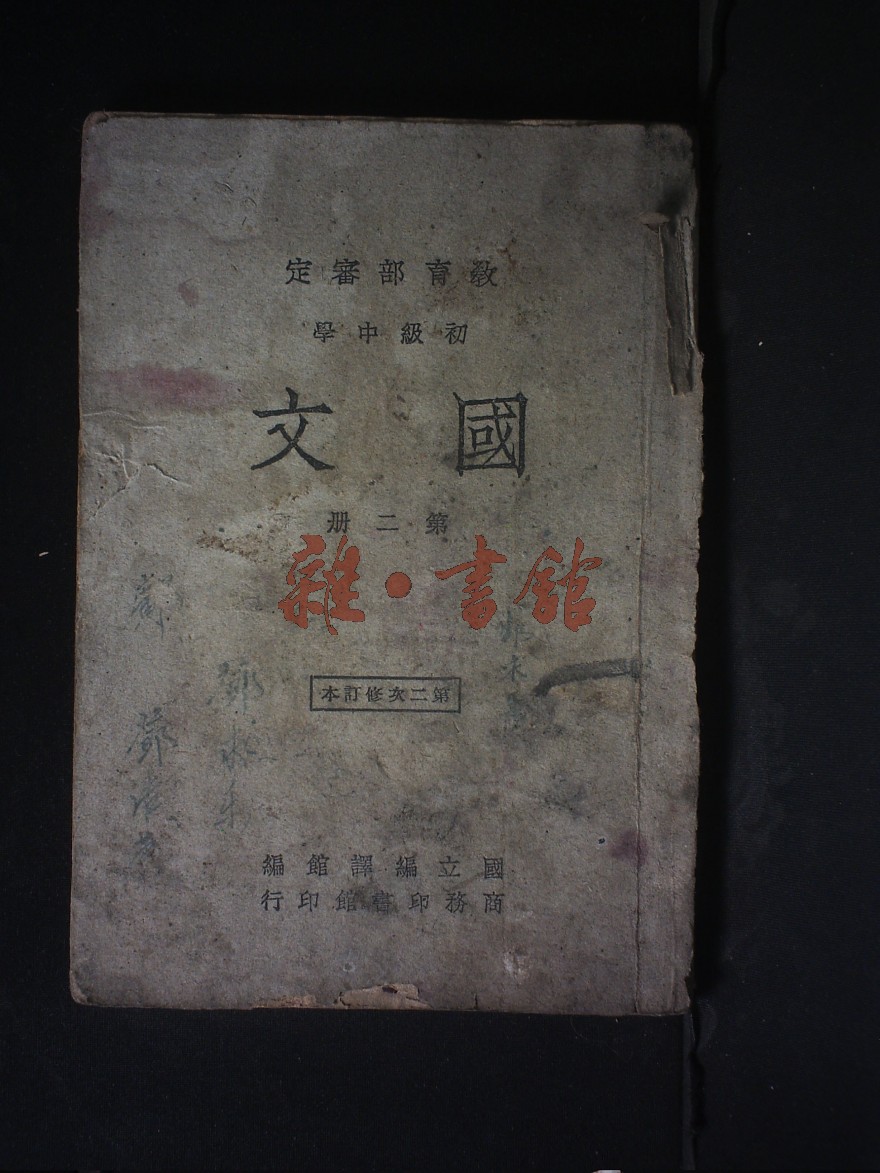 教育部審定
初級中學
國文
第二册
雜·書館
第二次修訂本
國立編譯館編
商務印書館印行